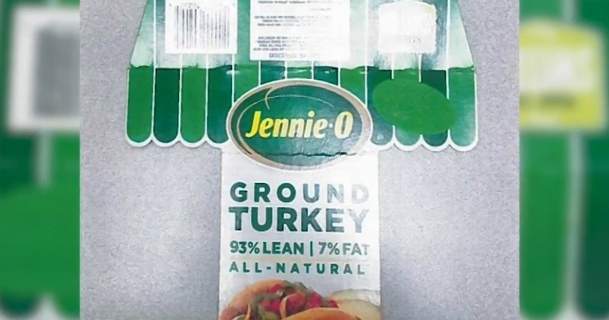 Jennie-O
GROUND
TURKEY
93% LEAN | 7% FAT
ALL-NATURAL